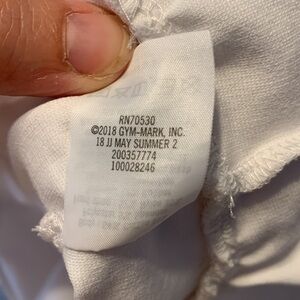 RN70530
©2018 GYM-MARK, INC.
18 JJ MAY SUMMER 2
200357774
100028246